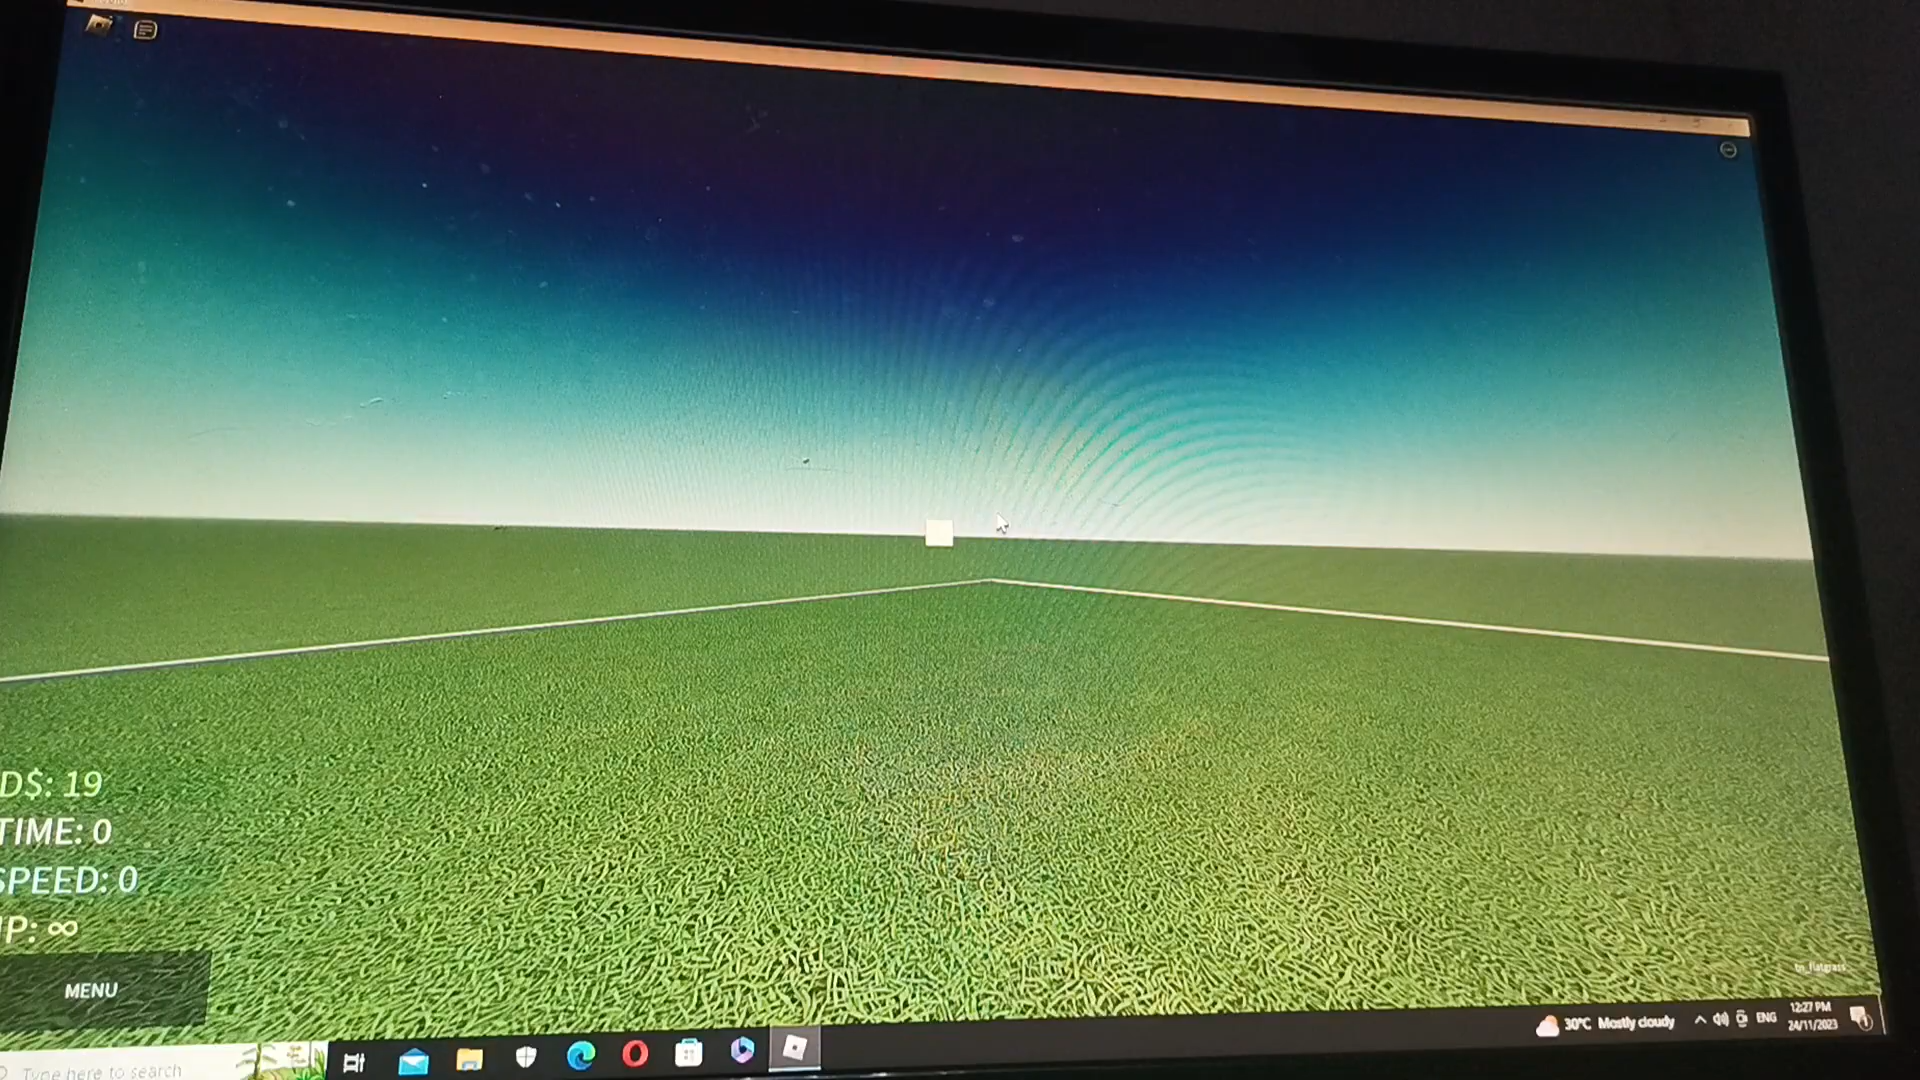 D$: 19
TIME: 0
SPEED: 0
P: ∞
MENU
tn_flatgrass
Type here to search
30°C Mostly cloudy
ENG
12:27 PM
24/11/2023